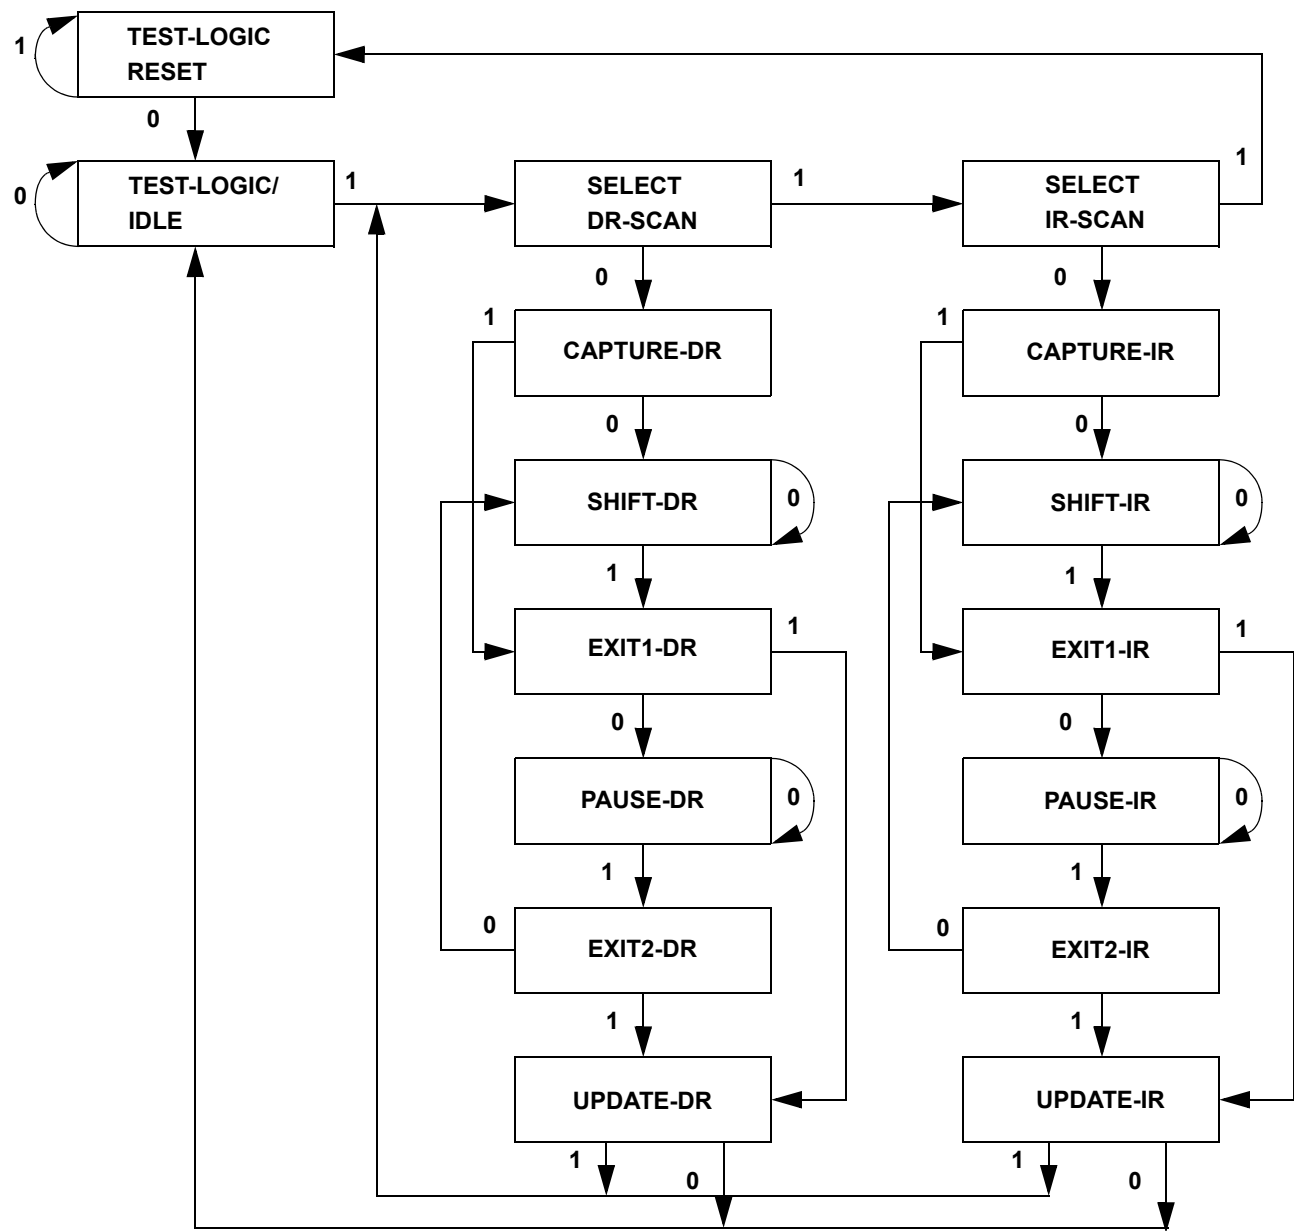 TEST-LOGIC
RESET
1
0
TEST-LOGIC/
IDLE
0
1
SELECT
DR-SCAN
1
SELECT
IR-SCAN
1
0
0
1
CAPTURE-DR
1
CAPTURE-IR
0
0
SHIFT-DR
0
SHIFT-IR
0
1
1
EXIT1-DR
1
EXIT1-IR
1
0
0
PAUSE-DR
0
PAUSE-IR
0
1
1
0
EXIT2-DR
0
EXIT2-IR
1
1
UPDATE-DR
UPDATE-IR
1
0
1
0